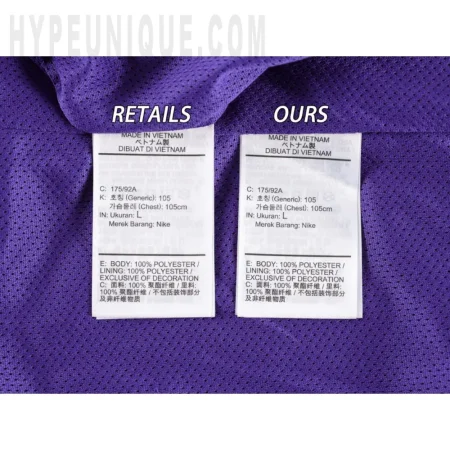 HYPEUNIQUE.COM
RETAILS
OURS
MADE IN VIETNAM
ベトナム製
DIBUAT DI VIETNAM
C: 175/92A
K: 호칭 (Generic): 105
가슴둘레 (Chest): 105cm
IN: Ukuran: L
Merek Barang: Nike
E: BODY: 100% POLYESTER /
LINING: 100% POLYESTER /
EXCLUSIVE OF DECORATION
C: 面料: 100% 聚酯纤维 / 里料:
100% 聚酯纤维 / 不包括装饰部分
及非纤维物质
MADE IN VIETNAM
ベトナム製
DIBUAT DI VIETNAM
C: 175/92A
K: 호칭 (Generic): 105
가슴둘레 (Chest): 105cm
IN: Ukuran: L
Merek Barang: Nike
E: BODY: 100% POLYESTER /
LINING: 100% POLYESTER /
EXCLUSIVE OF DECORATION
C: 面料: 100% 聚酯纤维 / 里料:
100% 聚酯纤维 / 不包括装饰部分
及非纤维物质